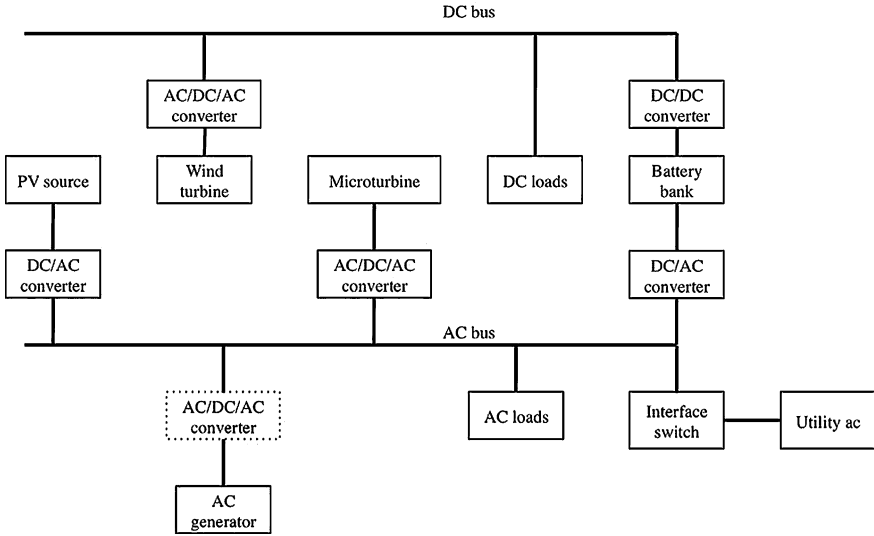 DC bus
AC/DC/AC
converter
DC/DC
converter
PV source
Wind
turbine
Microturbine
DC loads
Battery
bank
DC/AC
converter
AC/DC/AC
converter
DC/AC
converter
AC bus
AC/DC/AC
converter
AC loads
Interface
switch
Utility ac
AC
generator